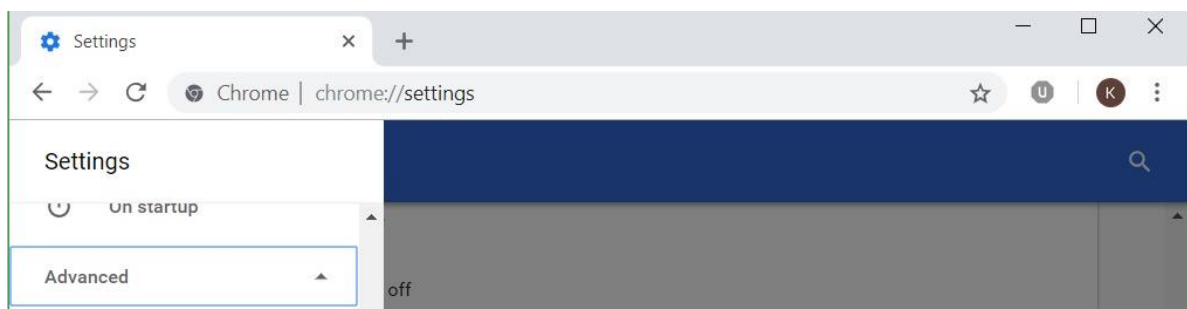 Settings
Chrome | chrome://settings
K
Settings
On startup
Advanced
off